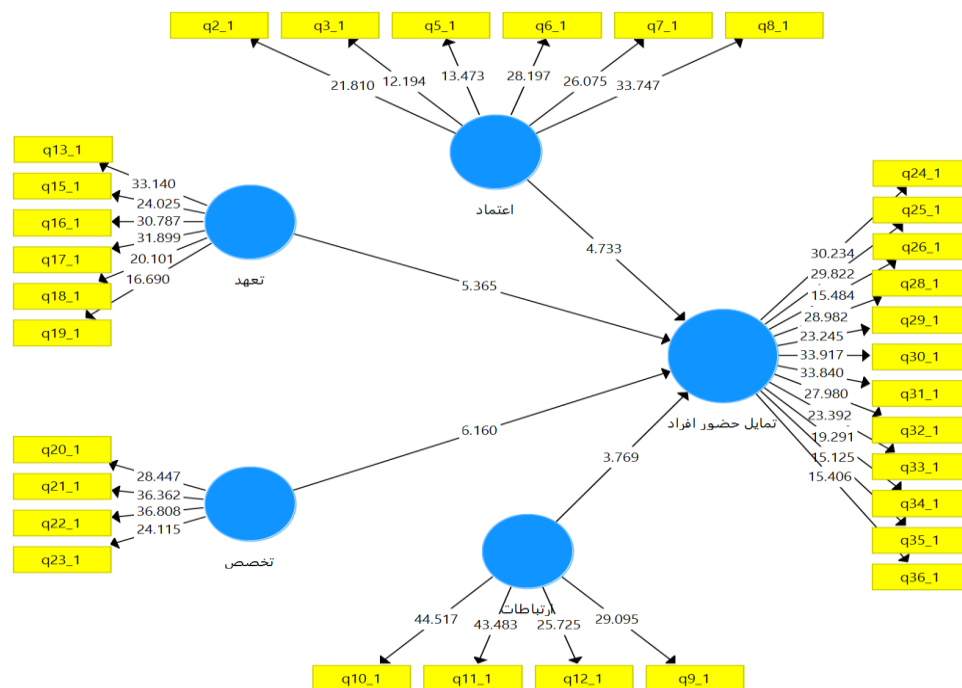 q2_1
q3_1
q5_1
q6_1
q7_1
q8_1
21.810
12.194
13.473
28.197
26.075
33.747
اعتماد
4.733
q13_1
q15_1
q16_1
q17_1
q18_1
q19_1
33.140
24.025
30.787
31.899
20.101
16.690
تعهد
5.365
q20_1
q21_1
q22_1
q23_1
28.447
36.362
36.808
24.115
تخصص
6.160
ارتباطات
3.769
44.517
43.483
25.725
29.095
q10_1
q11_1
q12_1
q9_1
تمایل حضور افراد
30.234
29.822
15.484
28.982
23.245
33.917
33.840
27.980
23.392
19.291
15.125
15.406
q24_1
q25_1
q26_1
q28_1
q29_1
q30_1
q31_1
q32_1
q33_1
q34_1
q35_1
q36_1